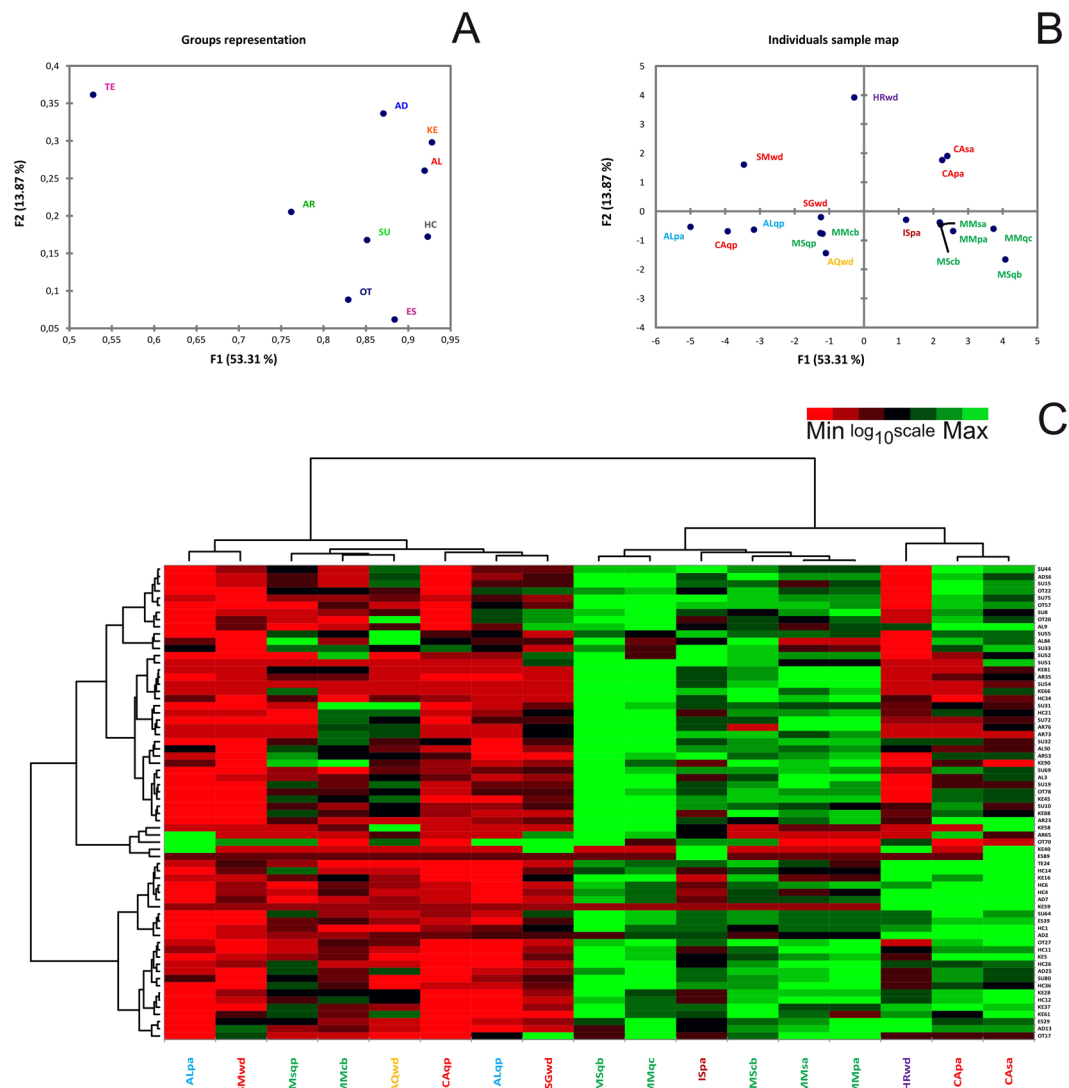 Groups representation
A
0,4
0,35
0,3
0,25
0,2
0,15
0,1
0,05
F2 (13.87 %)
TE
AD
KE
AL
AR
HC
SU
OT
ES
0,5
0,55
0,6
0,65
0,7
0,75
0,8
0,85
0,9
0,95
F1 (53.31 %)
Individuals sample map
B
5
4
3
2
1
0
-1
-2
-3
-4
F2 (13.87 %)
HRwd
SMwd
CAsa
CApa
SGwd
ALpa
CAqp
ALqp
MSqp
MMcb
AQwd
ISpa
MMsa
MMpa
MScb
MMqc
MSqb
-6
-5
-4
-3
-2
-1
0
1
2
3
4
5
F1 (53.31 %)
C
Min log10scale Max
SU44
AD56
SU15
OT22
SU75
OT57
SU8
OT20
AL9
SU55
AL84
SU33
SU52
SU51
KE81
AR35
SU54
KE66
HC34
SU31
HC21
SU72
AR76
AR73
SU32
AL50
AR53
KE90
SU69
AL3
SU19
OT78
KE45
SU10
KE88
AR23
KE58
AR65
OT70
KE40
ES89
TE24
HC14
KE16
HC6
HC4
AD7
KE59
SU64
ES39
HC1
AD2
OT27
HC11
KE5
HC26
AD25
SU80
HC36
KE28
HC12
KE37
KE61
ES29
AD13
OT17
ALpa
SMwd
MSqp
MMcb
AQwd
CAqp
ALqp
SGwd
MSqb
MMqc
ISpa
MScb
MMsa
MMpa
HRwd
CApa
CAsa